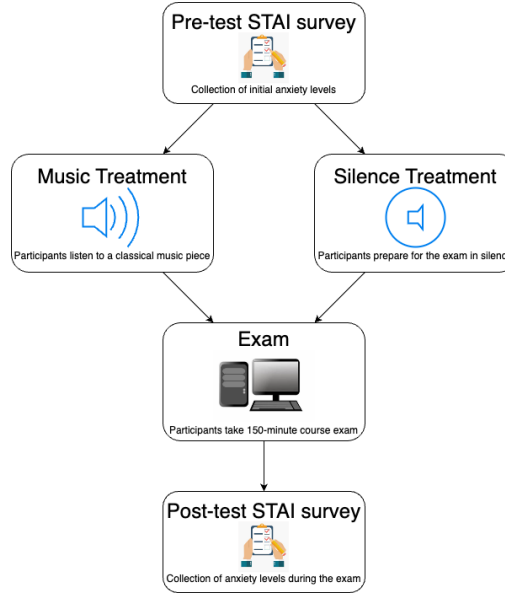 Pre-test STAI survey
Collection of initial anxiety levels
Music Treatment
Participants listen to a classical music piece
Silence Treatment
Participants prepare for the exam in silenc
Exam
Participants take 150-minute course exam
Post-test STAI survey
Collection of anxiety levels during the exam